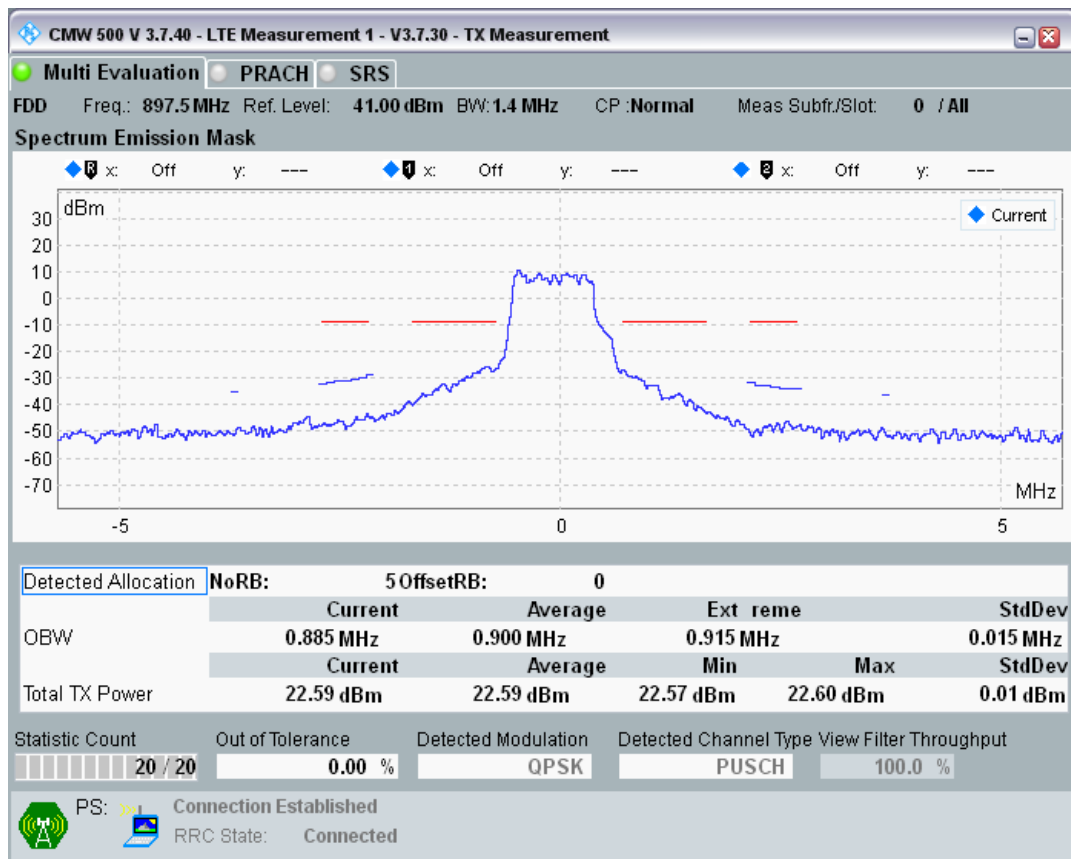 CMW 500 V 3.7.40 - LTE Measurement 1 - V3.7.30 - TX Measurement
Multi Evaluation PRACH SRS
FDD Freq.: 897.5 MHz Ref. Level: 41.00 dBm BW: 1.4 MHz CP :Normal Meas Subfr./Slot: 0 / All
Spectrum Emission Mask
R x: Off y: --- 1 x: Off y: --- 2 x: Off y: ---
dBm
Current
30
20
10
0
-10
-20
-30
-40
-50
-60
-70
MHz
-5 0 5
Detected Allocation NoRB: 5 OffsetRB: 0
Current Average Ext reme StdDev
OBW 0.885 MHz 0.900 MHz 0.915 MHz 0.015 MHz
Current Average Min Max StdDev
Total TX Power 22.59 dBm 22.59 dBm 22.57 dBm 22.60 dBm 0.01 dBm
Statistic Count Out of Tolerance Detected Modulation Detected Channel Type View Filter Throughput
20 / 20 0.00 % QPSK PUSCH 100.0 %
PS: Connection Established
RRC State: Connected